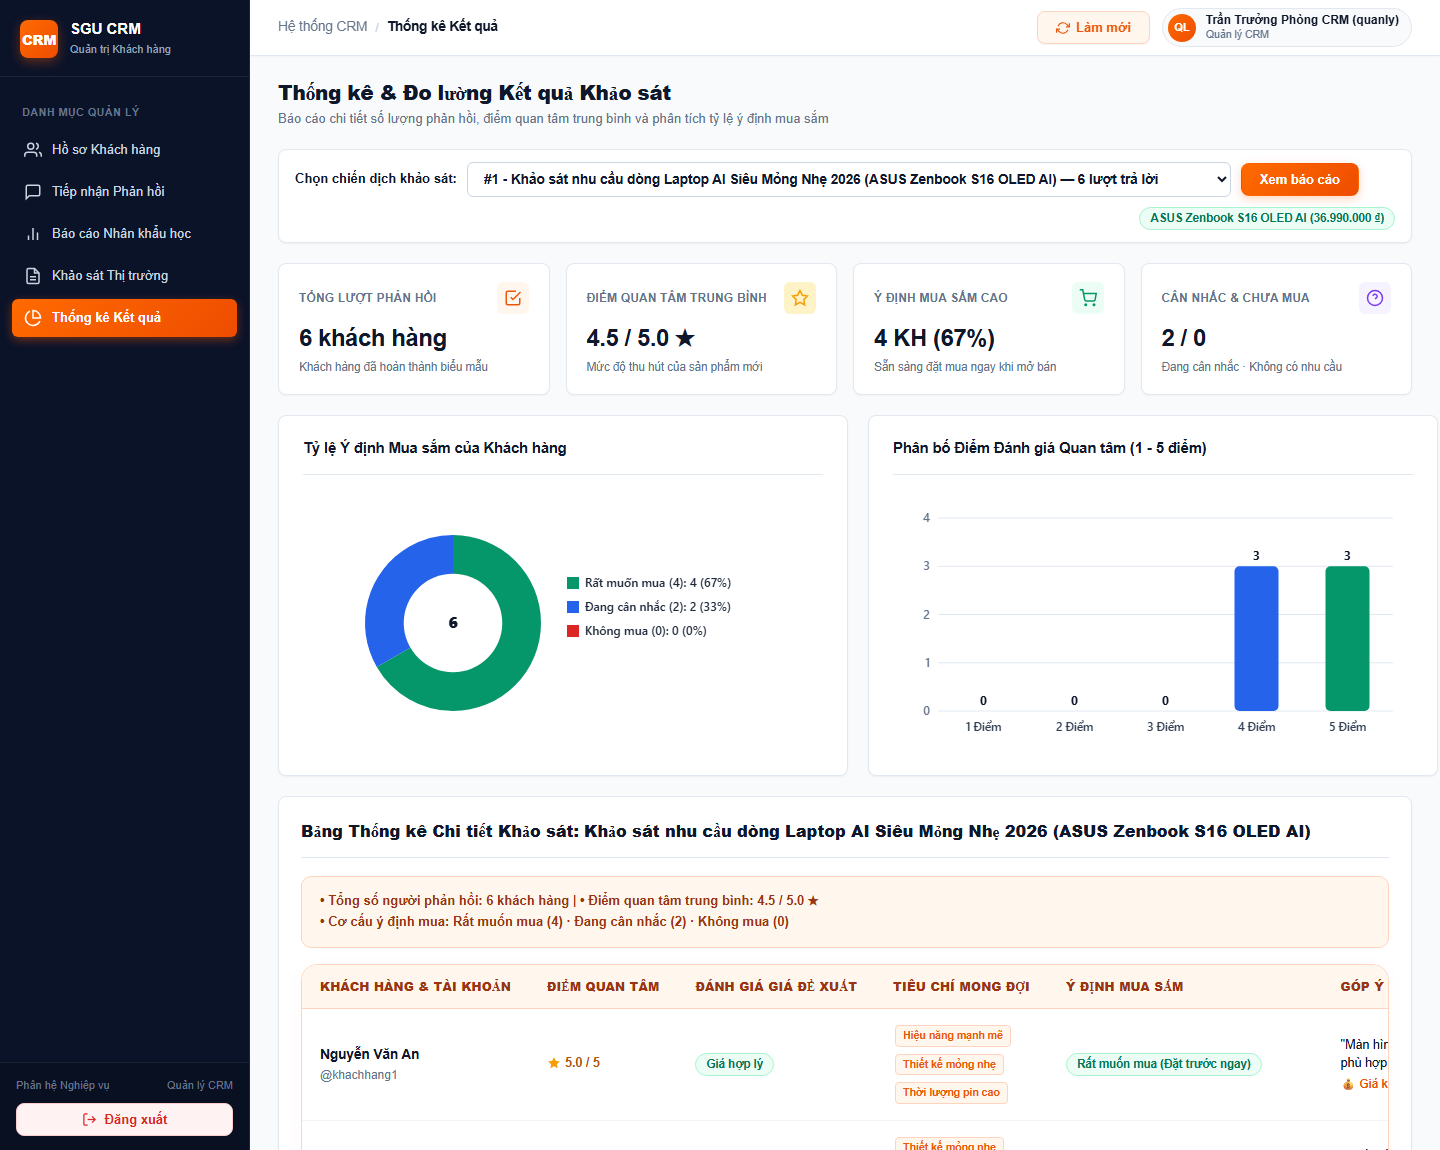 CRM
SGU CRM
Quản trị Khách hàng
DANH MỤC QUẢN LÝ
Hồ sơ Khách hàng
Tiếp nhận Phản hồi
Báo cáo Nhân khẩu học
Khảo sát Thị trường
Thống kê Kết quả
Phân hệ Nghiệp vụ
Quản lý CRM
Đăng xuất
Hệ thống CRM / Thống kê Kết quả
Làm mới
QL
Trần Trưởng Phòng CRM (quanly)
Quản lý CRM
Thống kê & Đo lường Kết quả Khảo sát
Báo cáo chi tiết số lượng phản hồi, điểm quan tâm trung bình và phân tích tỷ lệ ý định mua sắm
Chọn chiến dịch khảo sát:
#1 - Khảo sát nhu cầu dòng Laptop AI Siêu Mỏng Nhẹ 2026 (ASUS Zenbook S16 OLED AI) — 6 lượt trả lời
Xem báo cáo
ASUS Zenbook S16 OLED AI (36.990.000 ₫)
TỔNG LƯỢT PHẢN HỒI
6 khách hàng
Khách hàng đã hoàn thành biểu mẫu
ĐIỂM QUAN TÂM TRUNG BÌNH
4.5 / 5.0 ★
Mức độ thu hút của sản phẩm mới
Ý ĐỊNH MUA SẮM CAO
4 KH (67%)
Sẵn sàng đặt mua ngay khi mở bán
CÂN NHẮC & CHƯA MUA
2 / 0
Đang cân nhắc · Không có nhu cầu
Tỷ lệ Ý định Mua sắm của Khách hàng
6
Rất muốn mua (4): 4 (67%)
Đang cân nhắc (2): 2 (33%)
Không mua (0): 0 (0%)
Phân bố Điểm Đánh giá Quan tâm (1 - 5 điểm)
4
3
2
1
0
0
0
0
3
3
1 Điểm
2 Điểm
3 Điểm
4 Điểm
5 Điểm
Bảng Thống kê Chi tiết Khảo sát: Khảo sát nhu cầu dòng Laptop AI Siêu Mỏng Nhẹ 2026 (ASUS Zenbook S16 OLED AI)
• Tổng số người phản hồi: 6 khách hàng | • Điểm quan tâm trung bình: 4.5 / 5.0 ★
• Cơ cấu ý định mua: Rất muốn mua (4) · Đang cân nhắc (2) · Không mua (0)
KHÁCH HÀNG & TÀI KHOẢN
ĐIỂM QUAN TÂM
ĐÁNH GIÁ GIÁ ĐỀ XUẤT
TIÊU CHÍ MONG ĐỢI
Ý ĐỊNH MUA SẮM
GÓP Ý
Nguyễn Văn An
@khachhang1
★ 5.0 / 5
Giá hợp lý
Hiệu năng mạnh mẽ
Thiết kế mỏng nhẹ
Thời lượng pin cao
Rất muốn mua (Đặt trước ngay)
"Màn hìn
phù hợp
Giá k
Thiết kế mỏng nhẹ